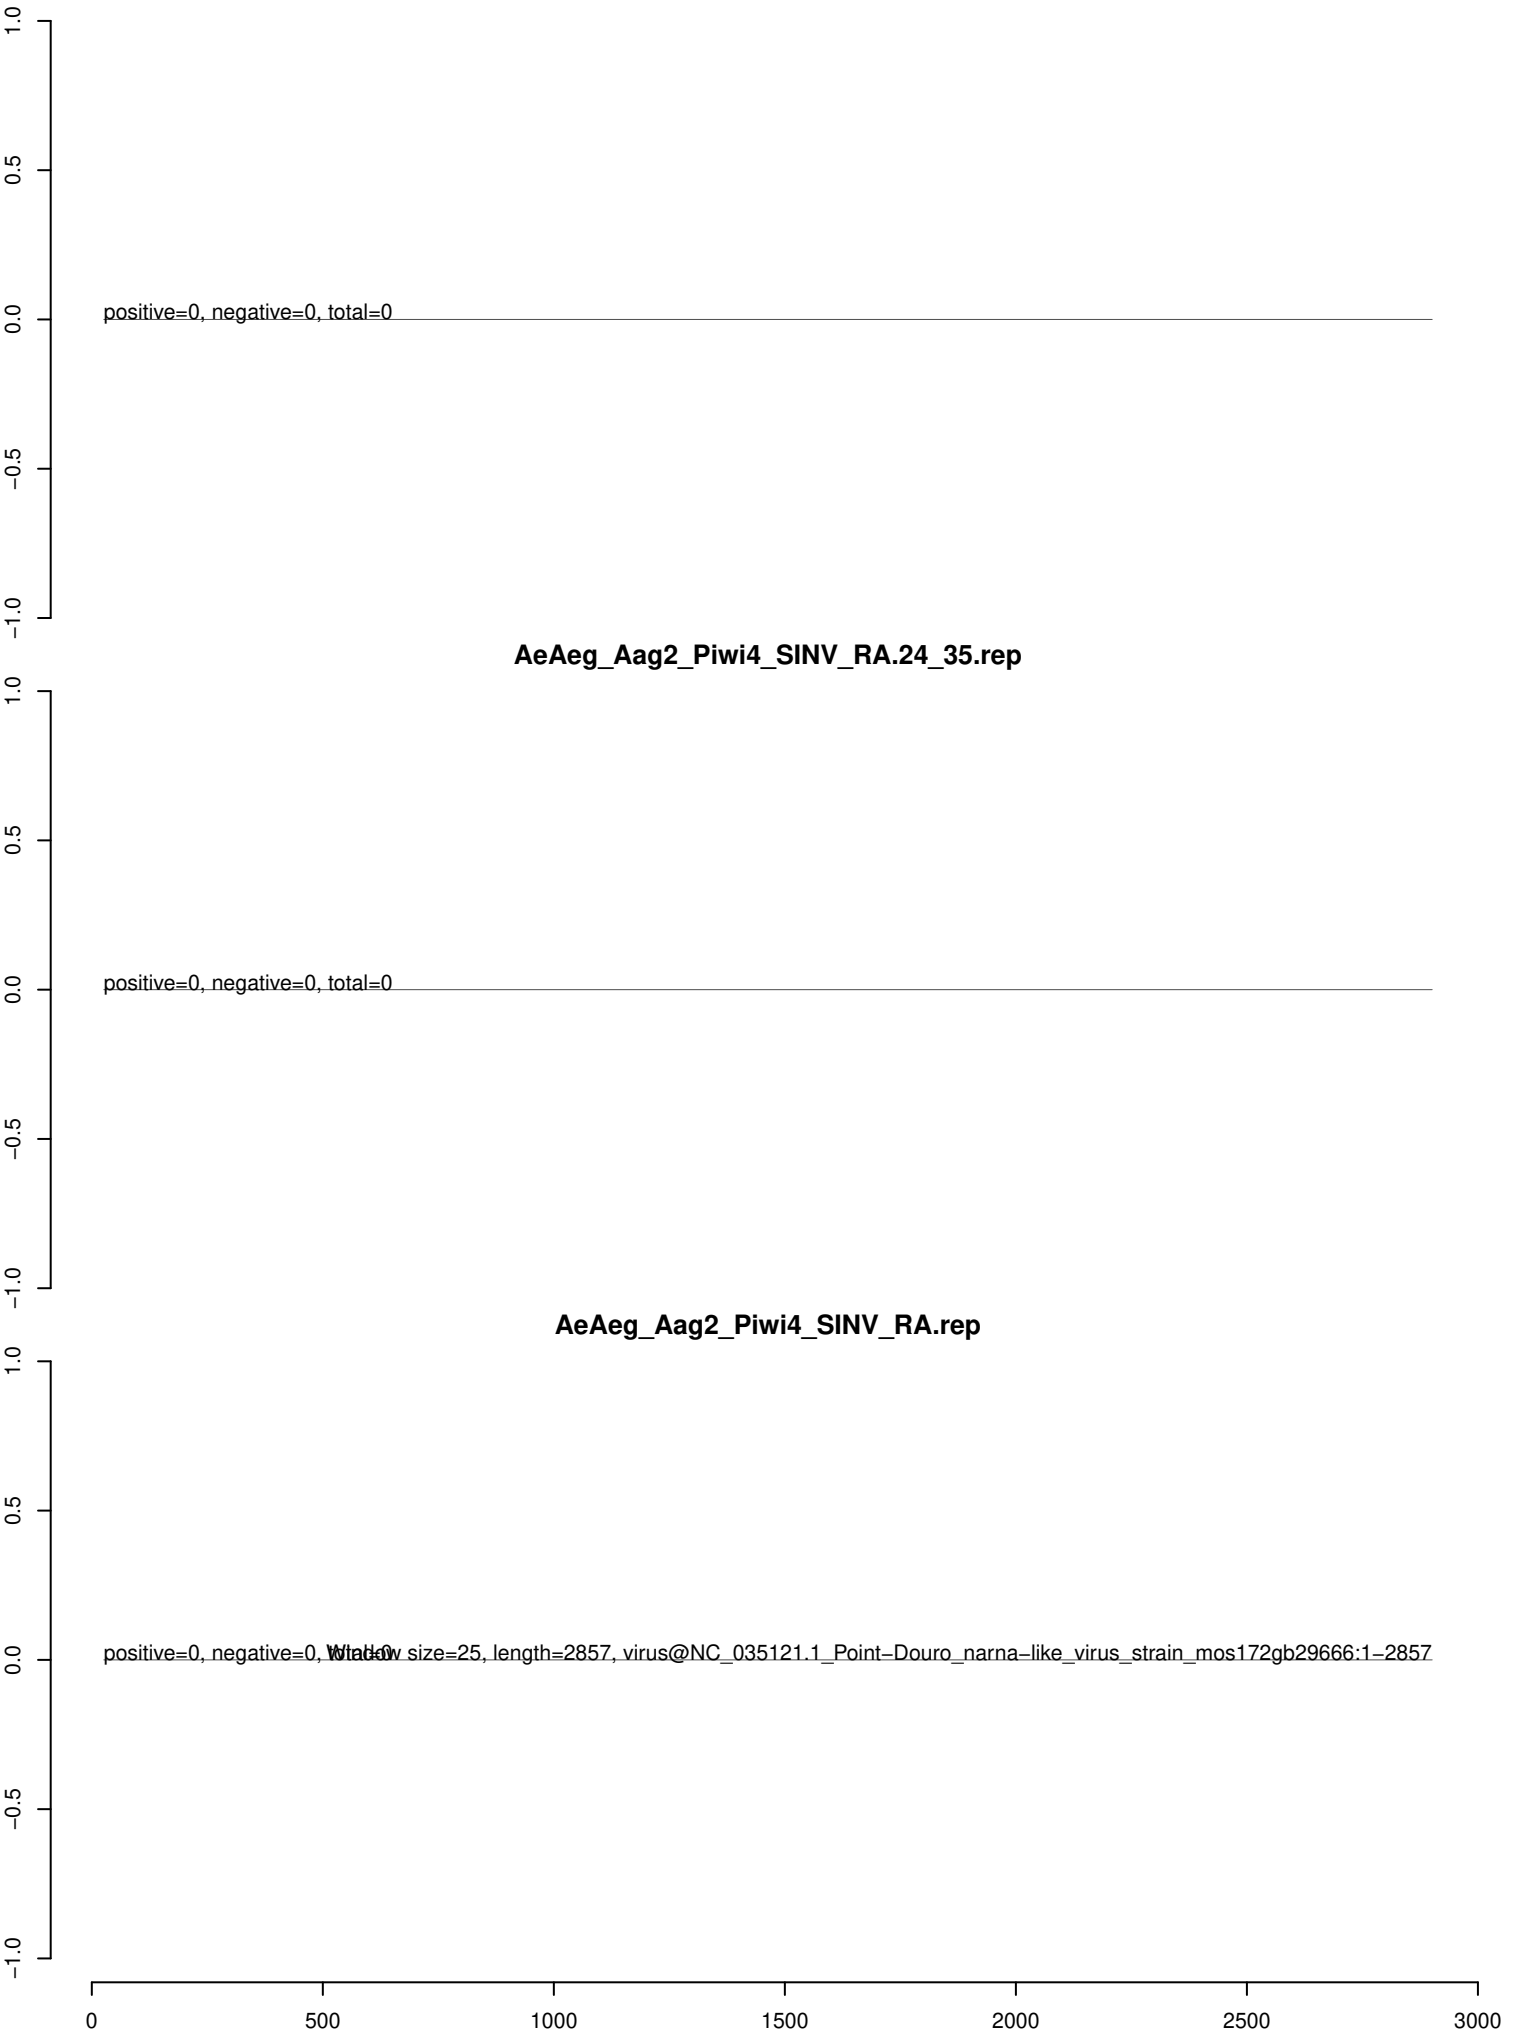 1.0
0.5
0.0
−0.5
−1.0
positive=0, negative=0, total=0
AeAeg_Aag2_Piwi4_SINV_RA.24_35.rep
1.0
0.5
0.0
−0.5
−1.0
positive=0, negative=0, total=0
AeAeg_Aag2_Piwi4_SINV_RA.rep
1.0
0.5
0.0
−0.5
−1.0
positive=0, negative=0, total=0
Window size=25, length=2857, virus@NC_035121.1_Point−Douro_narna−like_virus_strain_mos172gb29666:1−2857
0 500 1000 1500 2000 2500 3000